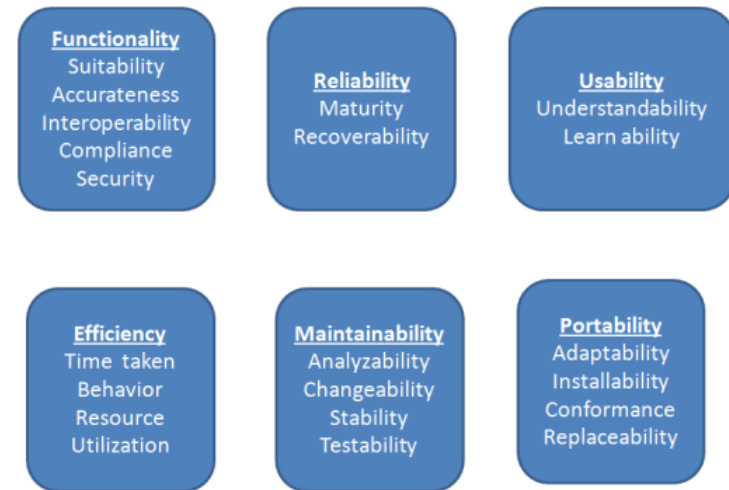 Functionality
Suitability
Accurateness
Interoperability
Compliance
Security
Reliability
Maturity
Recoverability
Usability
Understandability
Learn ability
Efficiency
Time taken
Behavior
Resource
Utilization
Maintainability
Analyzability
Changeability
Stability
Testability
Portability
Adaptability
Installability
Conformance
Replaceability